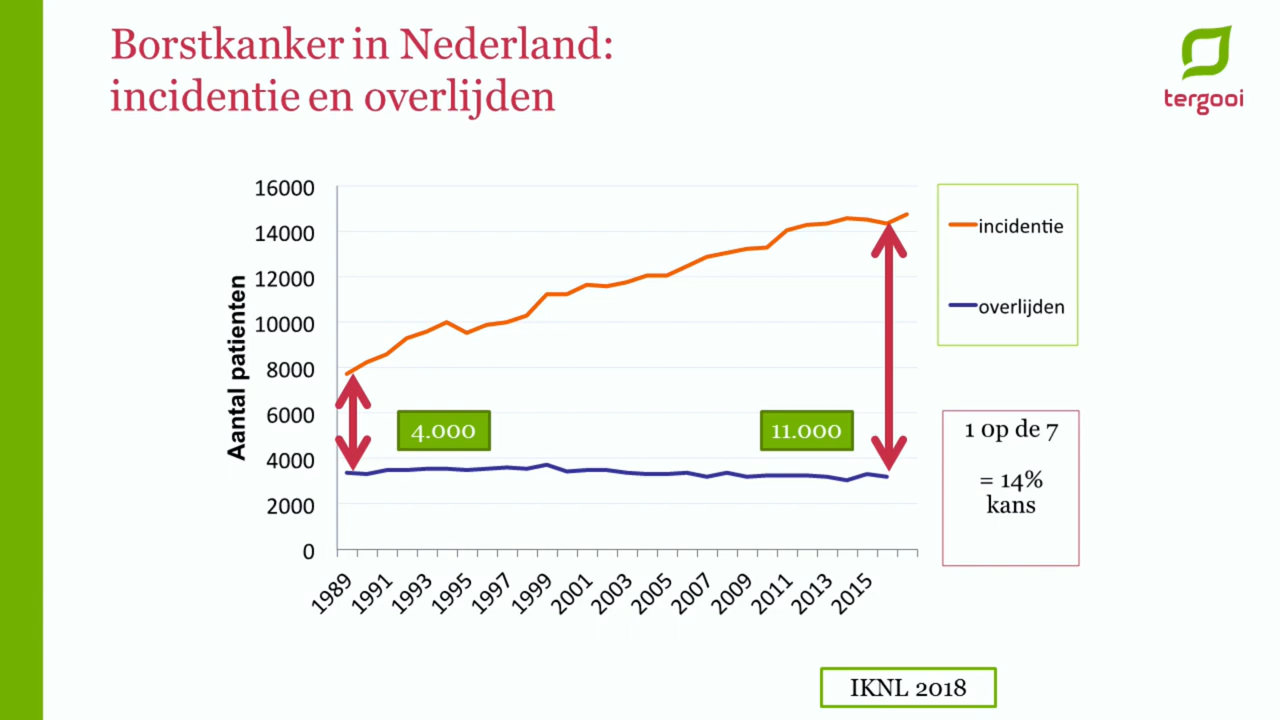 Borstkanker in Nederland:
incidentie en overlijden
tergooi
Aantal patienten
16000
14000
12000
10000
8000
6000
4000
2000
0
4.000
11.000
1989
1991
1993
1995
1997
1999
2001
2003
2005
2007
2009
2011
2013
2015
incidentie
overlijden
1 op de 7
= 14%
kans
IKNL 2018